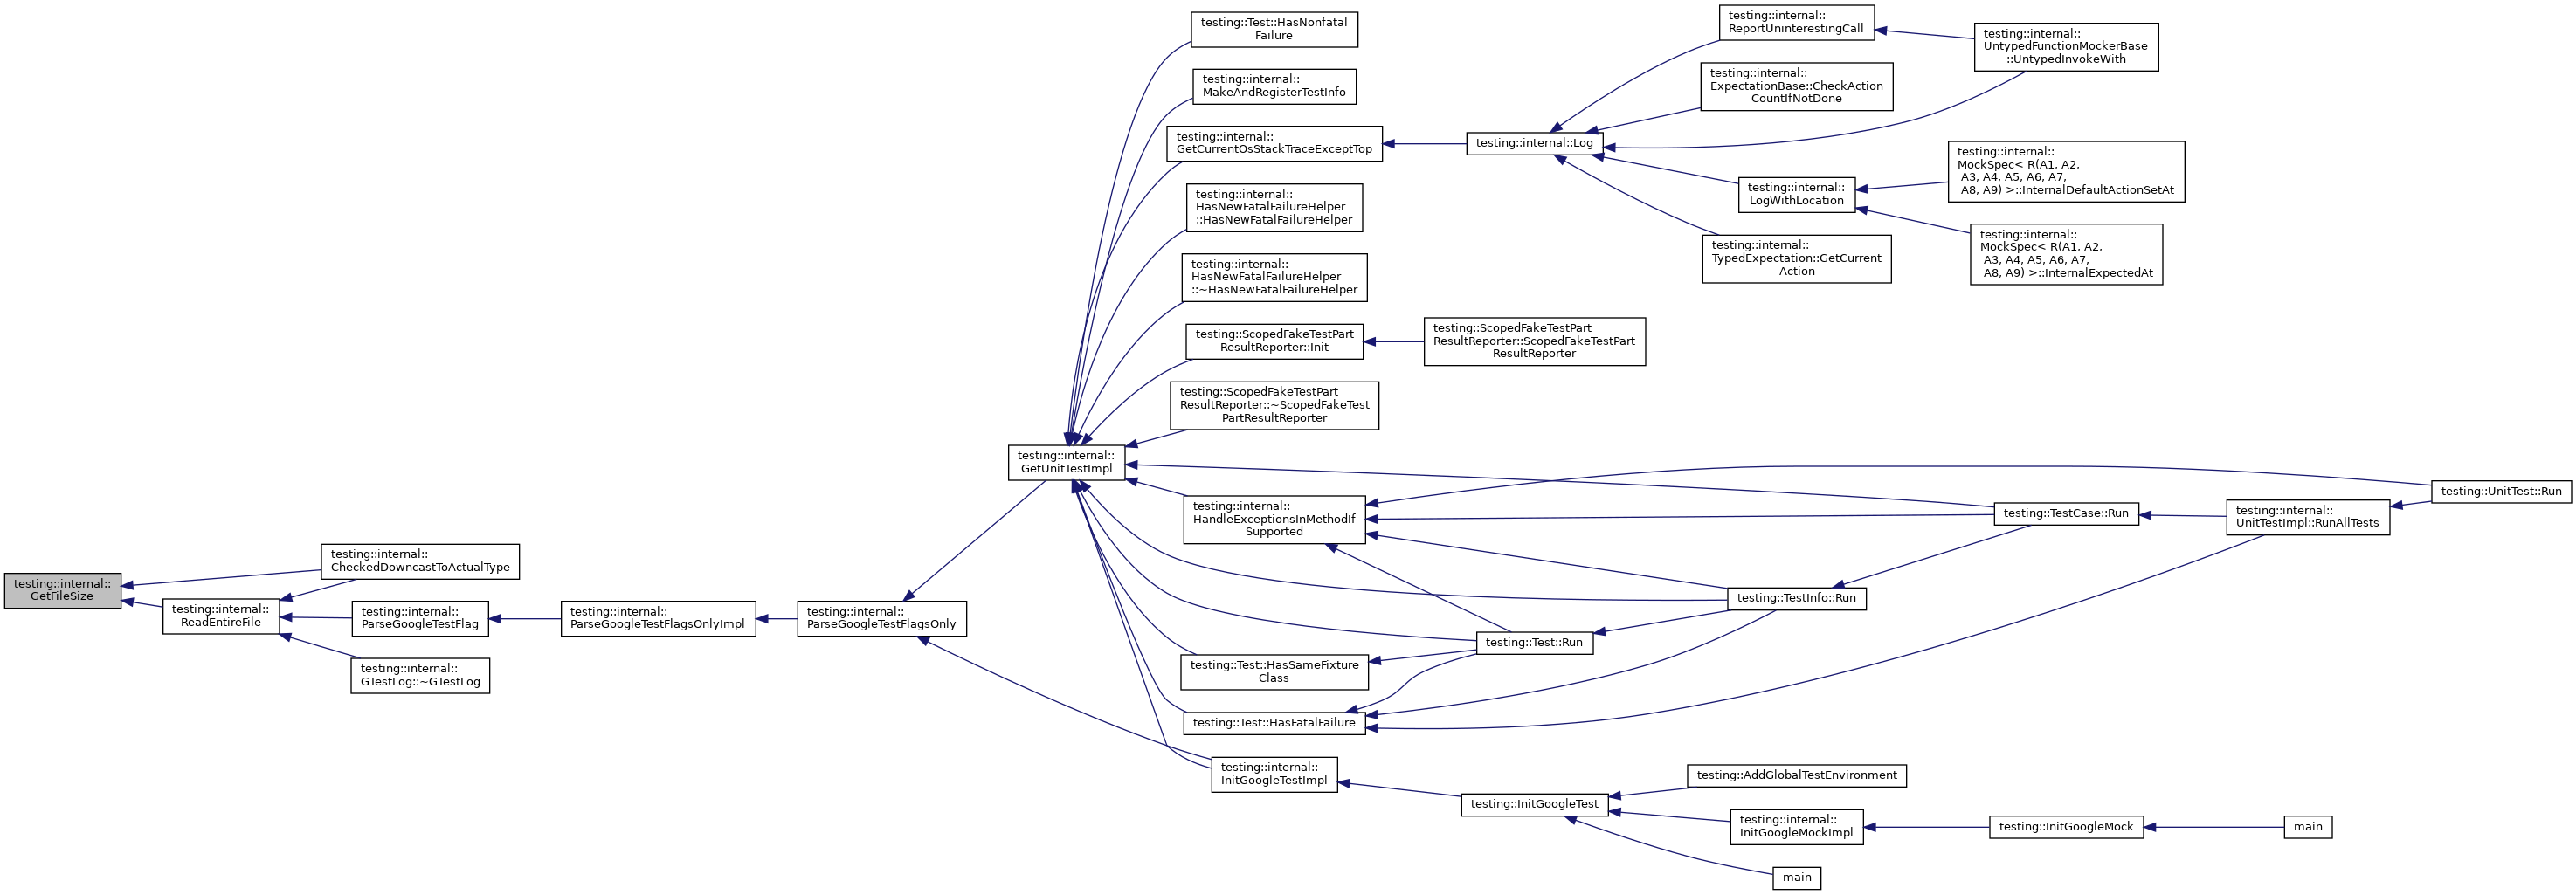 testing::internal::
GetFileSize
testing::internal::
CheckedDowncastToActualType
testing::internal::
ReadEntireFile
testing::internal::
ParseGoogleTestFlag
testing::internal::
GTestLog::~GTestLog
testing::internal::
ParseGoogleTestFlagsOnlyImpl
testing::internal::
ParseGoogleTestFlagsOnly
testing::internal::
GetUnitTestImpl
testing::Test::HasNonfatal
Failure
testing::internal::
MakeAndRegisterTestInfo
testing::internal::
GetCurrentOsStackTraceExceptTop
testing::internal::
HasNewFatalFailureHelper
::HasNewFatalFailureHelper
testing::internal::
HasNewFatalFailureHelper
::~HasNewFatalFailureHelper
testing::ScopedFakeTestPart
ResultReporter::Init
testing::ScopedFakeTestPart
ResultReporter::~ScopedFakeTest
PartResultReporter
testing::internal::
HandleExceptionsInMethodIf
Supported
testing::Test::HasSameFixture
Class
testing::Test::HasFatalFailure
testing::internal::
InitGoogleTestImpl
testing::internal::Log
testing::ScopedFakeTestPart
ResultReporter::ScopedFakeTestPart
ResultReporter
testing::Test::Run
testing::InitGoogleTest
testing::internal::
ReportUninterestingCall
testing::internal::
ExpectationBase::CheckAction
CountIfNotDone
testing::internal::
LogWithLocation
testing::internal::
TypedExpectation::GetCurrent
Action
testing::TestInfo::Run
testing::AddGlobalTestEnvironment
testing::internal::
InitGoogleMockImpl
main
testing::internal::
UntypedFunctionMockerBase
::UntypedInvokeWith
testing::internal::
MockSpec< R(A1, A2,
A3, A4, A5, A6, A7,
A8, A9) >::InternalDefaultActionSetAt
testing::internal::
MockSpec< R(A1, A2,
A3, A4, A5, A6, A7,
A8, A9) >::InternalExpectedAt
testing::TestCase::Run
testing::InitGoogleMock
testing::internal::
UnitTestImpl::RunAllTests
main
testing::UnitTest::Run